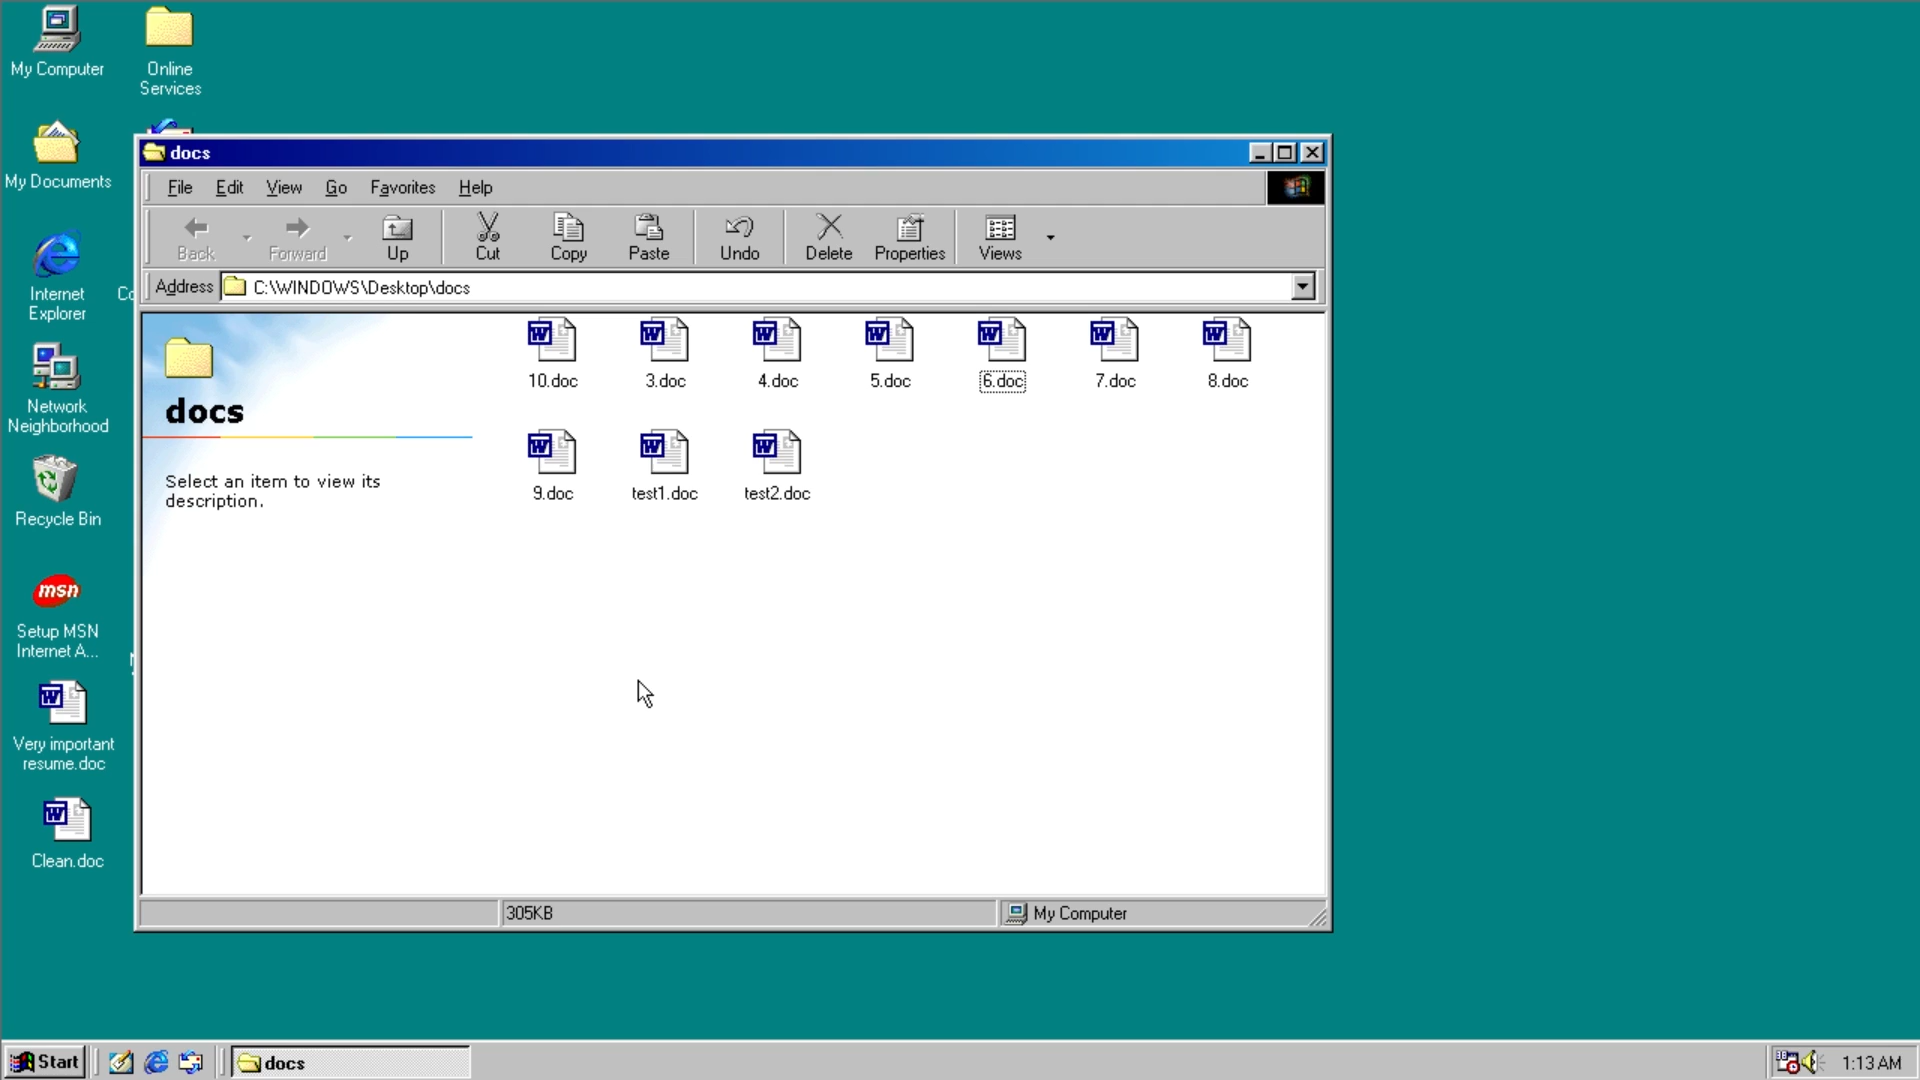 My Computer
Online
Services
My Documents
Internet
Explorer
Network
Neighborhood
Recycle Bin
msn
Setup MSN
Internet A...
Very important
resume.doc
Clean.doc
docs
File Edit View Go Favorites Help
Back Forward Up Cut Copy Paste Undo Delete Properties Views
Address C:\WINDOWS\Desktop\docs
docs
Select an item to view its
description.
10.doc 3.doc 4.doc 5.doc 6.doc 7.doc 8.doc
9.doc test1.doc test2.doc
305KB
My Computer
Start
docs
1:13 AM